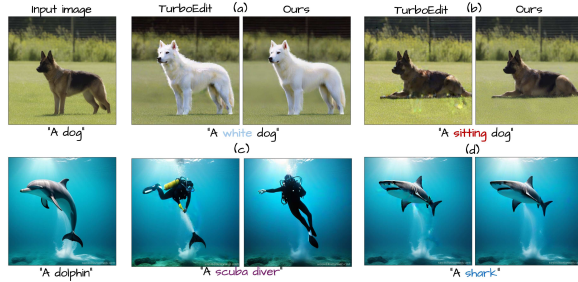 Input image
TurboEdit (a) Ours
TurboEdit (b) Ours
"A dog"
"A white dog"
"A sitting dog"
(c)
(d)
"A dolphin"
"A scuba diver"
"A shark"